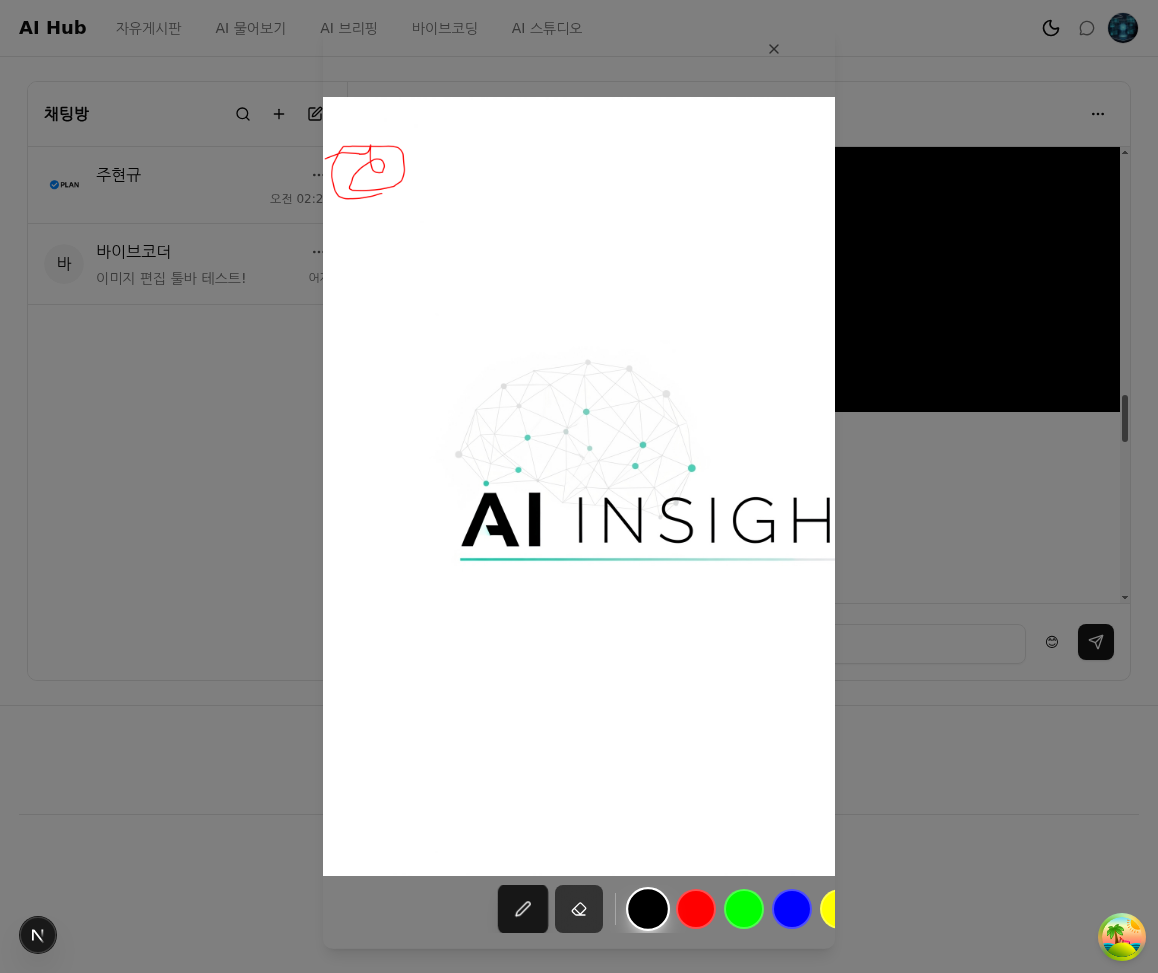 AI Hub 자유게시판 AI 물어보기 AI 브리핑 바이브코딩 AI 스튜디오
채팅방
PLAN 주현규
오전 02:2
바 바이브코더
이미지 편집 툴바 테스트! 어
AI INSIGH
N